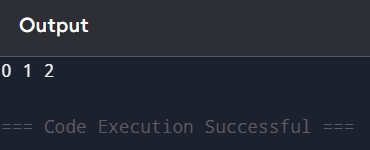 Output
0 1 2
=== Code Execution Successful ===